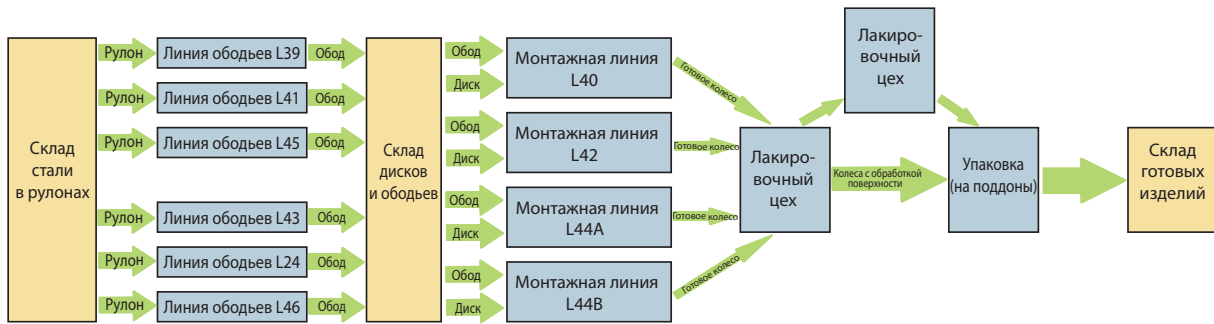 Склад
стали
в рулонах
Рулон
Линия ободьев L39
Обод
Рулон
Линия ободьев L41
Обод
Рулон
Линия ободьев L45
Обод
Рулон
Линия ободьев L43
Обод
Рулон
Линия ободьев L24
Обод
Рулон
Линия ободьев L46
Обод
Склад
дисков
и ободьев
Обод
Диск
Монтажная линия
L40
Готовое колесо
Обод
Диск
Монтажная линия
L42
Готовое колесо
Обод
Диск
Монтажная линия
L44A
Готовое колесо
Обод
Диск
Монтажная линия
L44B
Готовое колесо
Лакиро-
вочный
цех
Лакиро-
вочный
цех
Колеса с обработкой
поверхности
Упаковка
(на поддоны)
Склад
готовых
изделий